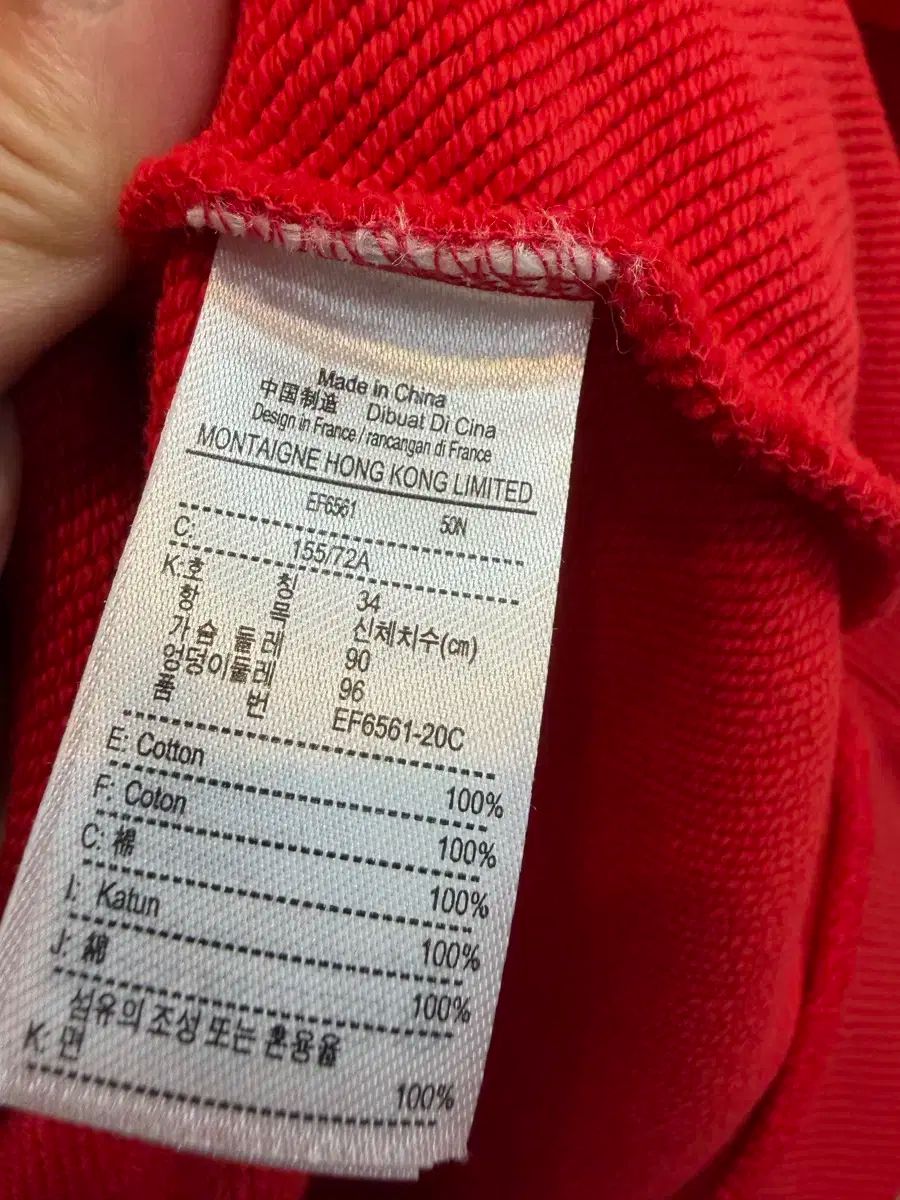 Made in China
中国制造 Dibuat Di Cina
Design in France / rancangan di France
MONTAIGNE HONG KONG LIMITED
EF6561 50N
C: 155/72A
K: 호 칭 34
항 목 신체치수(cm)
가슴둘레 90
엉덩이둘레 96
품 번 EF6561-20C
E: Cotton 100%
F: Coton 100%
C: 棉 100%
I: Katun 100%
J: 綿 100%
섬유의 조성 또는 혼용율
K: 면 100%